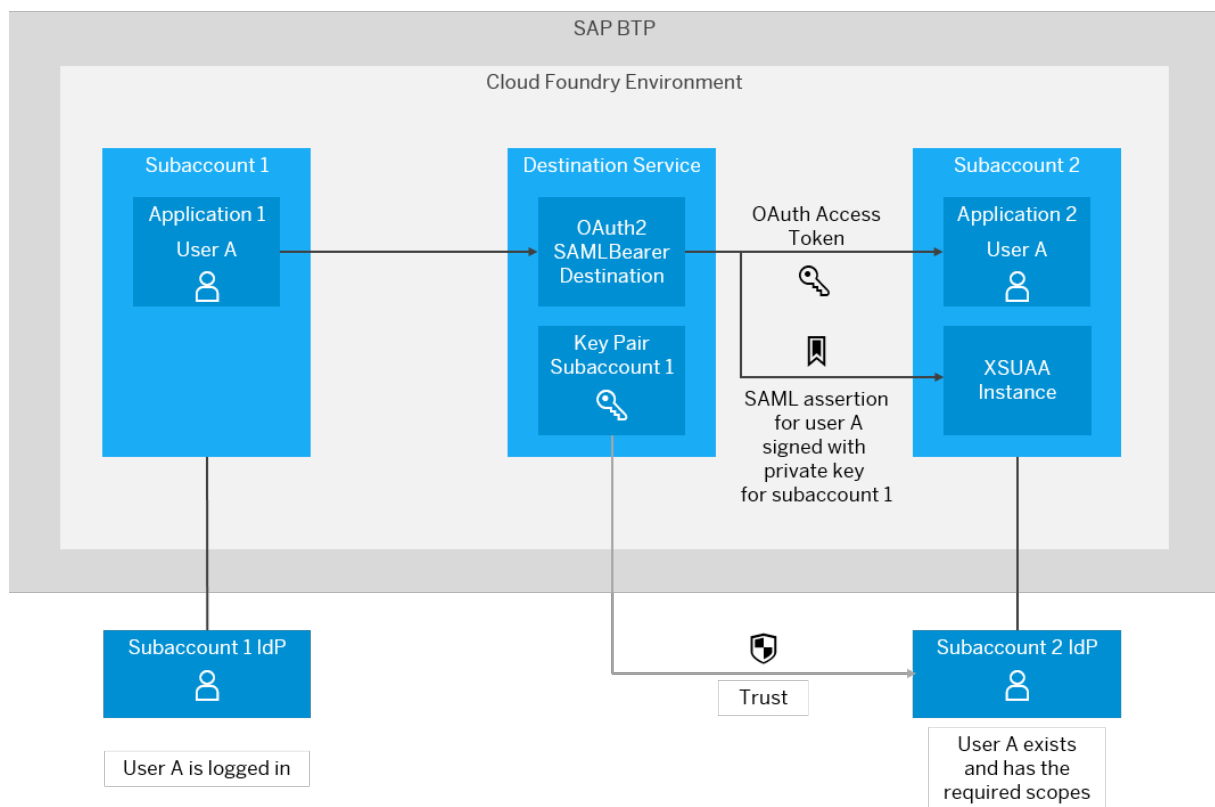 SAP BTP
Cloud Foundry Environment
Subaccount 1
Application 1
User A
Destination Service
OAuth2
SAMLBearer
Destination
Key Pair
Subaccount 1
OAuth Access
Token
SAML assertion
for user A
signed with
private key
for subaccount 1
Subaccount 2
Application 2
User A
XSUAA
Instance
Subaccount 1 IdP
User A is logged in
Trust
Subaccount 2 IdP
User A exists
and has the
required scopes